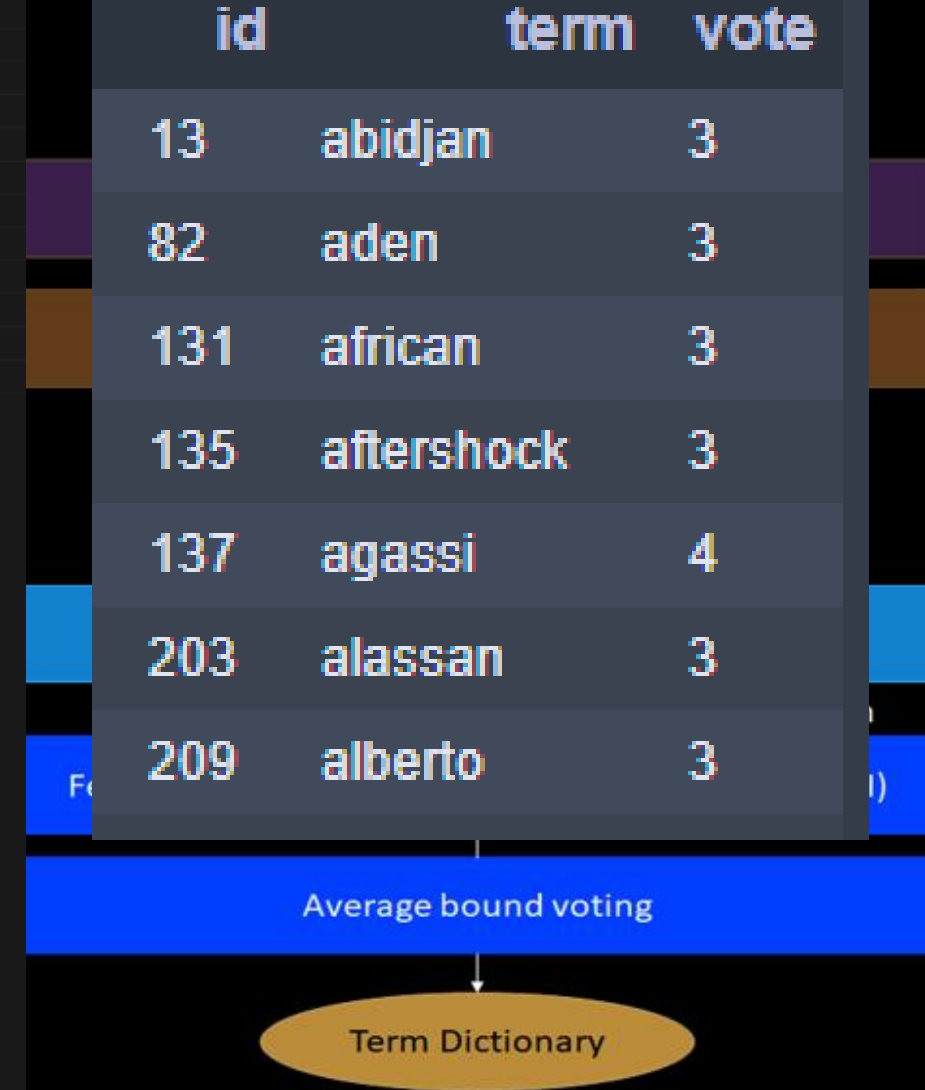 id term vote
13 abidjan 3
82 aden 3
131 african 3
135 aftershock 3
137 agassi 4
203 alassan 3
209 alberto 3
Average bound voting
Term Dictionary